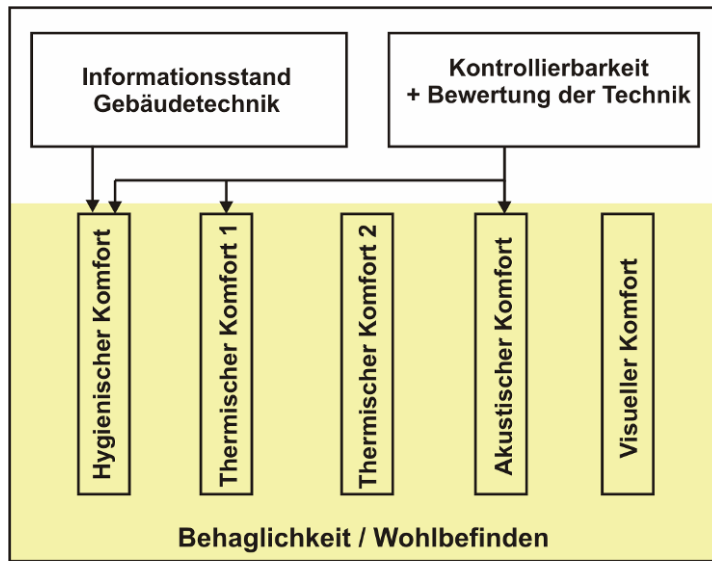 Informationsstand
Gebäudetechnik
Kontrollierbarkeit
+ Bewertung der Technik
Hygienischer Komfort
Thermischer Komfort 1
Thermischer Komfort 2
Akustischer Komfort
Visueller Komfort
Behaglichkeit / Wohlbefinden